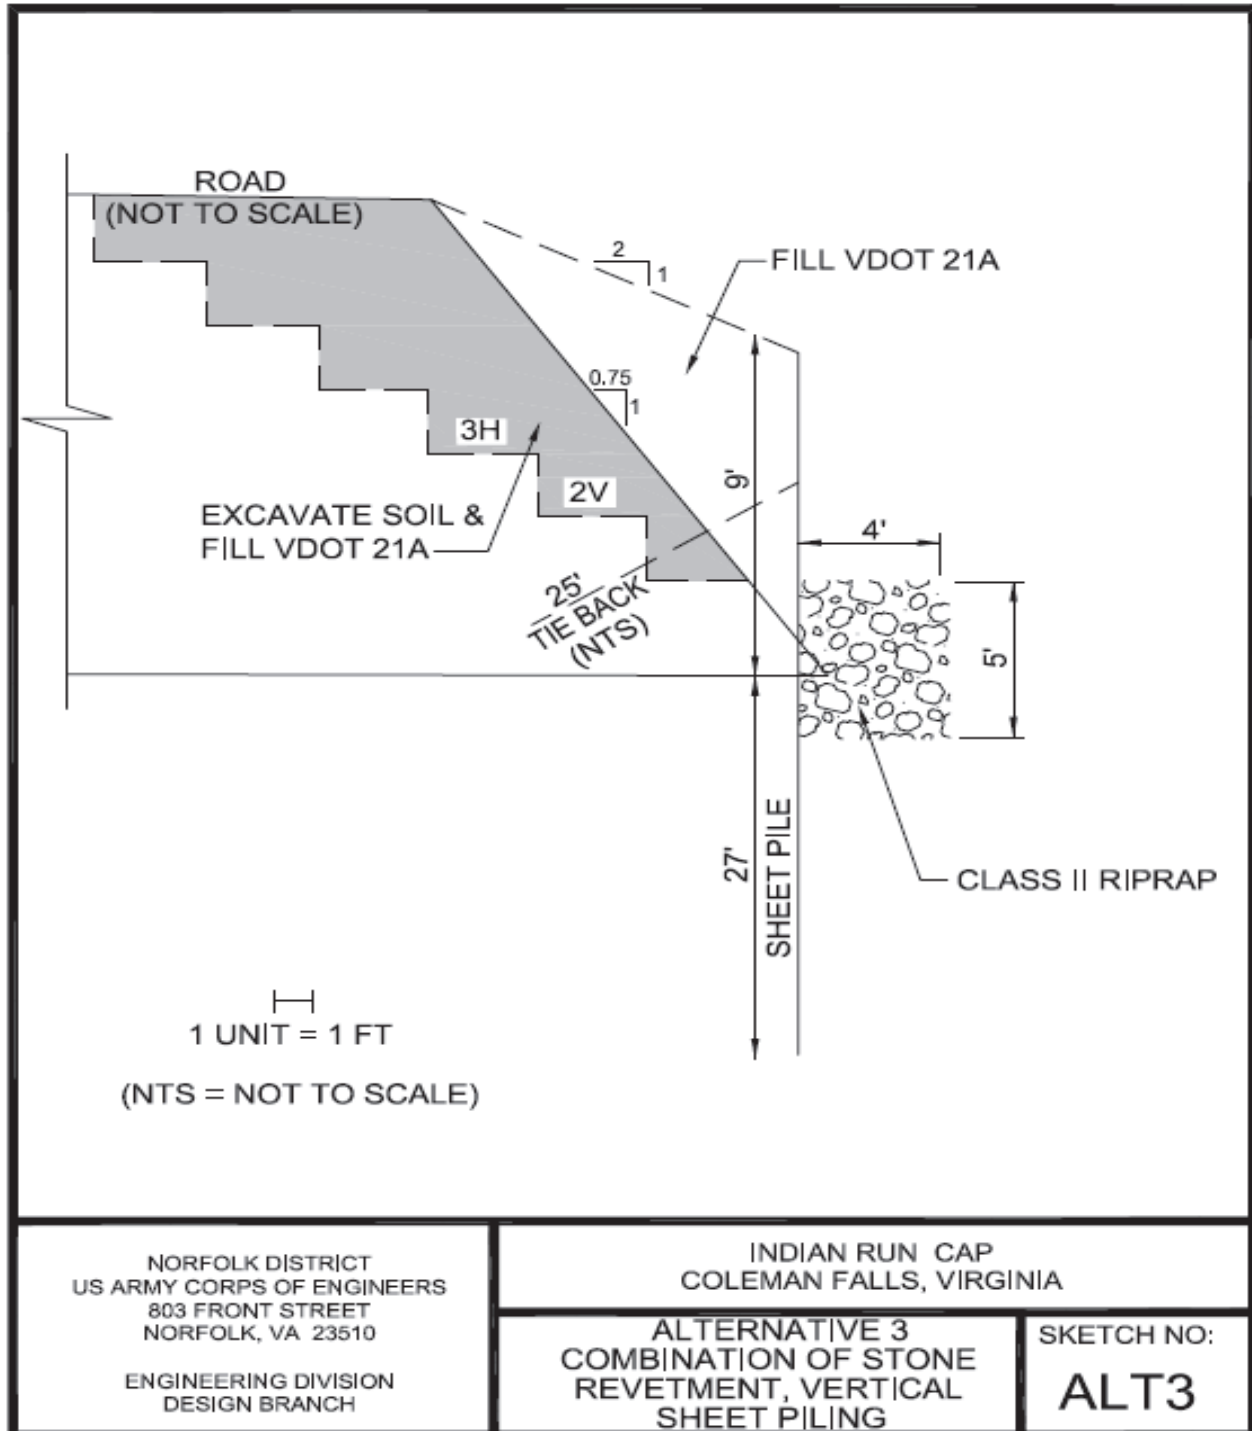 ROAD
(NOT TO SCALE)
2
1
FILL VDOT 21A
0.75
1
3H
2V
9'
EXCAVATE SOIL &
FILL VDOT 21A
4'
25'
TIE BACK
(NTS)
5'
27'
SHEET PILE
CLASS II RIPRAP
1 UNIT = 1 FT
(NTS = NOT TO SCALE)
NORFOLK DISTRICT
US ARMY CORPS OF ENGINEERS
803 FRONT STREET
NORFOLK, VA 23510
ENGINEERING DIVISION
DESIGN BRANCH
INDIAN RUN CAP
COLEMAN FALLS, VIRGINIA
ALTERNATIVE 3
COMBINATION OF STONE
REVETMENT, VERTICAL
SHEET PILING
SKETCH NO:
ALT3